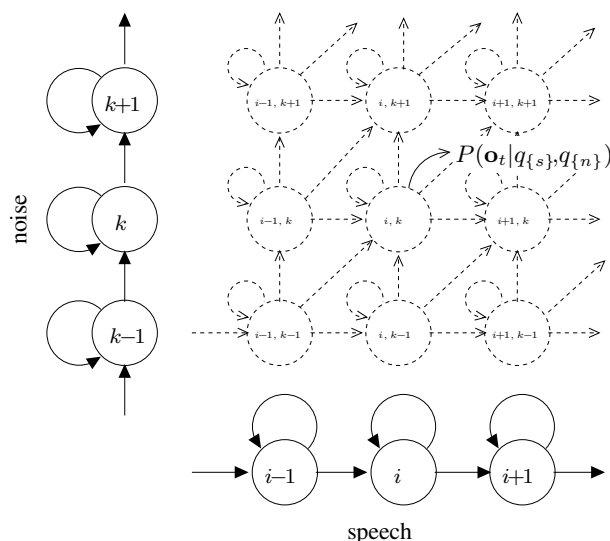 k+1
i−1, k+1
i, k+1
i+1, k+1
P(𝐨ₜ|q_{s},q_{n})
noise
k
i−1, k
i, k
i+1, k
k−1
i−1, k−1
i, k−1
i+1, k−1
i−1
i
i+1
speech